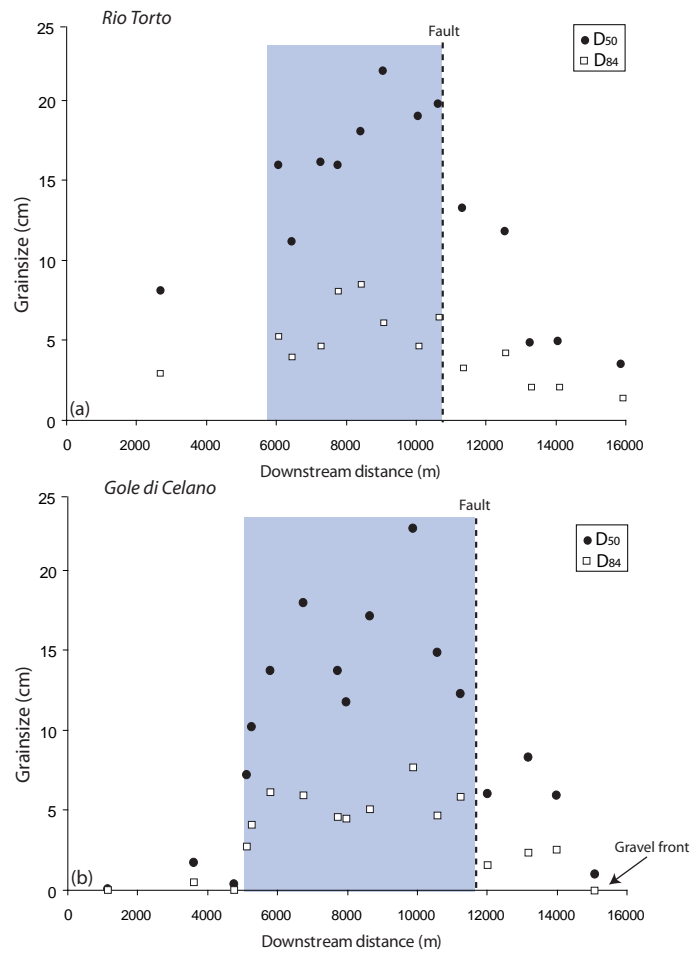 Rio Torto
25
20
15
10
5
0
Grainsize (cm)
Fault
D50
D84
(a)
0 2000 4000 6000 8000 10000 12000 14000 16000
Downstream distance (m)
Gole di Celano
25
20
15
10
5
0
Grainsize (cm)
Fault
D50
D84
Gravel front
(b)
0 2000 4000 6000 8000 10000 12000 14000 16000
Downstream distance (m)